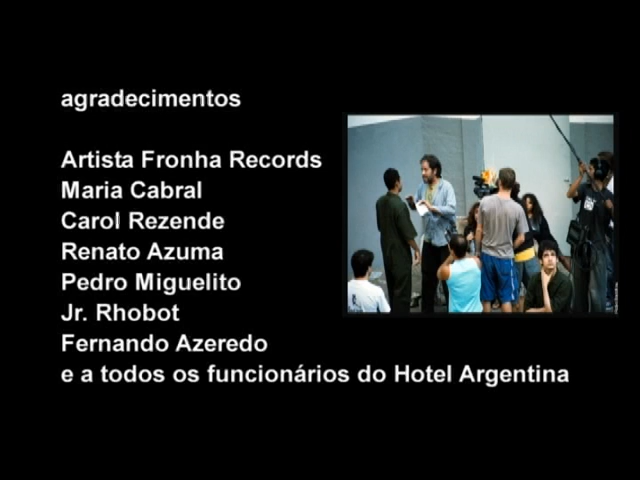 agradecimentos
Artista Fronha Records
Maria Cabral
Carol Rezende
Renato Azuma
Pedro Miguelito
Jr. Rhobot
Fernando Azeredo
e a todos os funcionários do Hotel Argentina